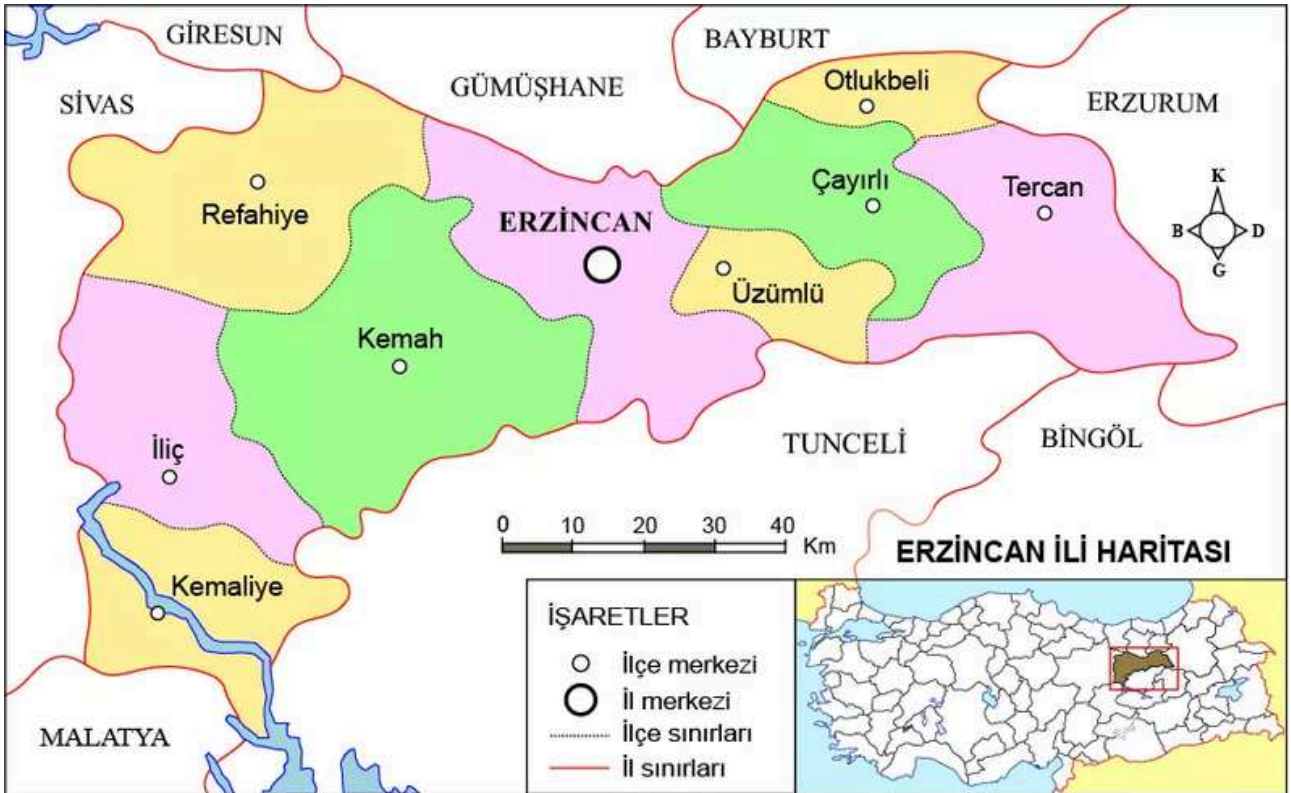 GİRESUN
BAYBURT
GÜMÜŞHANE
Otlukbeli
SİVAS
ERZURUM
Çayırlı
Tercan
K
B D
G
Refahiye
ERZİNCAN
Üzümlü
Kemah
İliç
TUNCELİ
BİNGÖL
0 10 20 30 40
Km
ERZİNCAN İLİ HARİTASI
Kemaliye
MALATYA
İŞARETLER
İlçe merkezi
İl merkezi
İlçe sınırları
İl sınırları